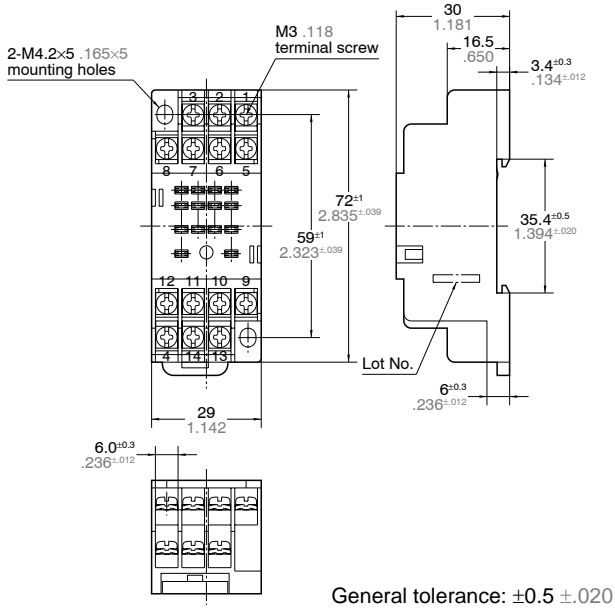 30
1.181
16.5
.650
3.4±0.3
.134±.012
2-M4.2×5 .165×5
mounting holes
M3 .118
terminal screw
3 2 1
8 7 6 5
72±1
2.835±.039
59±1
2.323±.039
35.4±0.5
1.394±.020
12 11 10 9
4 14 13
Lot No.
6±0.3
.236±.012
29
1.142
6.0±0.3
.236±.012
General tolerance: ±0.5 ±.020